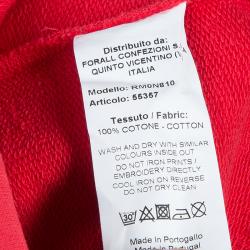 Distribuito da:
FORALL CONFEZIONI S.
QUINTO VICENTINO (
ITALIA
Modello: RM0N810
Articolo: 55357
Tessuto / Fabric:
100% COTONE - COTTON
WASH AND DRY WITH SIMILAR
COLOURS INSIDE OUT
DO NOT IRON PRINTS /
EMBROIDERY DIRECTLY
COOL IRON ON REVERSE
DO NOT DRY CLEAN
30°
Made in Portogallo
Made in Portugal